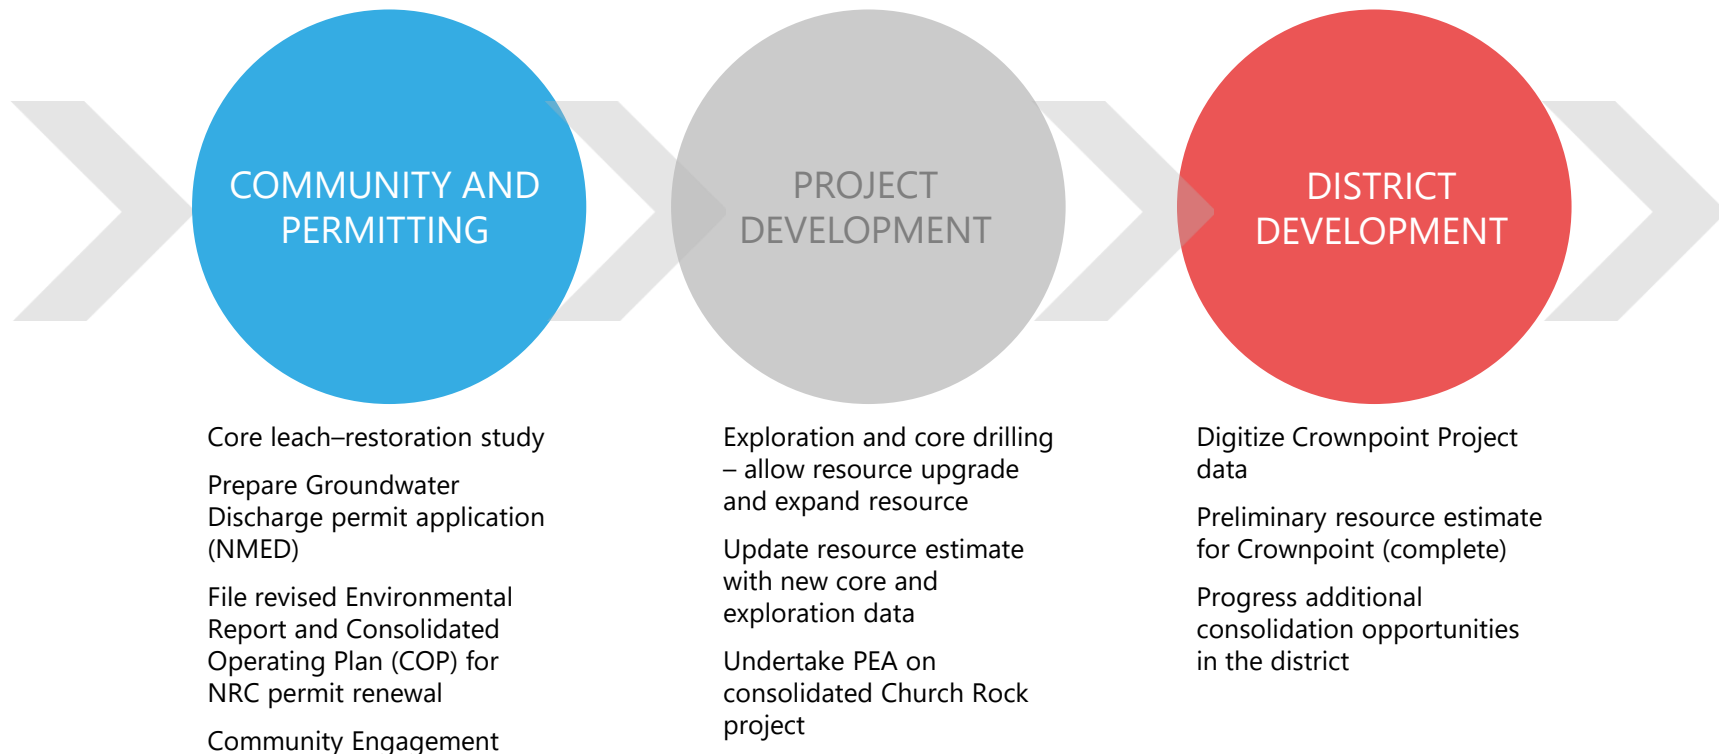 COMMUNITY AND
PERMITTING
Core leach–restoration study
Prepare Groundwater
Discharge permit application
(NMED)
File revised Environmental
Report and Consolidated
Operating Plan (COP) for
NRC permit renewal
Community Engagement
PROJECT
DEVELOPMENT
Exploration and core drilling
– allow resource upgrade
and expand resource
Update resource estimate
with new core and
exploration data
Undertake PEA on
consolidated Church Rock
project
DISTRICT
DEVELOPMENT
Digitize Crownpoint Project
data
Preliminary resource estimate
for Crownpoint (complete)
Progress additional
consolidation opportunities
in the district